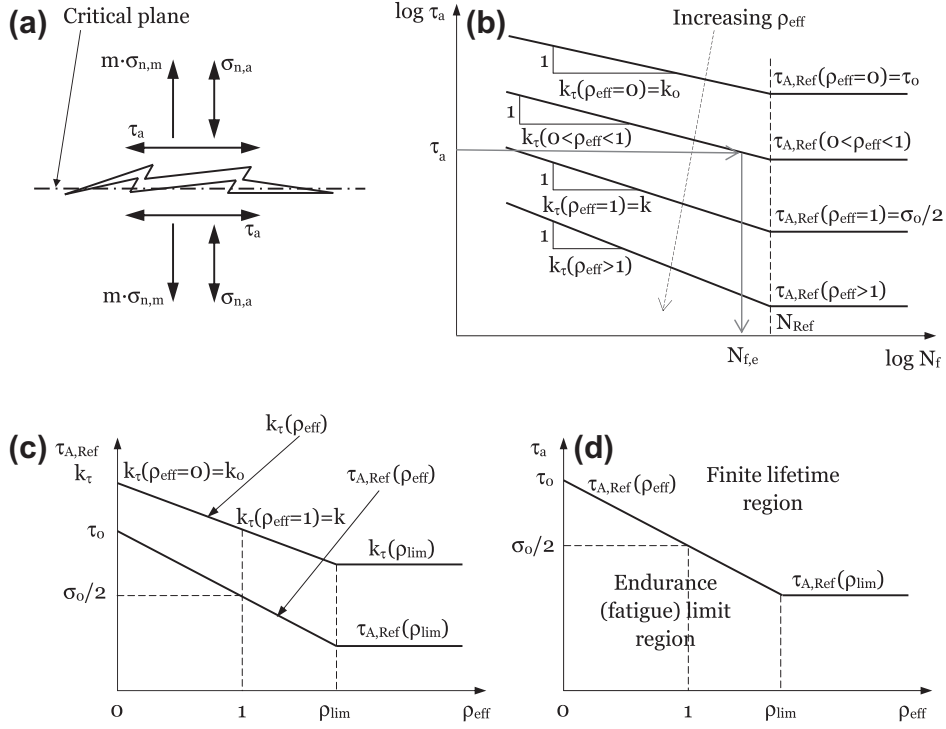 (a)
Critical plane
m·σn,m
σn,a
τa
τa
m·σn,m
σn,a
(b)
log τa
Increasing ρeff
1
kτ(ρeff=0)=ko
τA,Ref(ρeff=0)=τo
1
kτ(0<ρeff<1)
τA,Ref(0<ρeff<1)
τa
1
kτ(ρeff=1)=k
τA,Ref(ρeff=1)=σo/2
1
kτ(ρeff>1)
τA,Ref(ρeff>1)
NRef
Nf,e
log Nf
(c)
τA,Ref
kτ
kτ(ρeff)
kτ(ρeff=0)=ko
τA,Ref(ρeff)
kτ(ρeff=1)=k
τo
kτ(ρlim)
σo/2
τA,Ref(ρlim)
0
1
ρlim
ρeff
(d)
τa
τo
τA,Ref(ρeff)
Finite lifetime
region
σo/2
Endurance
(fatigue) limit
region
τA,Ref(ρlim)
0
1
ρlim
ρeff